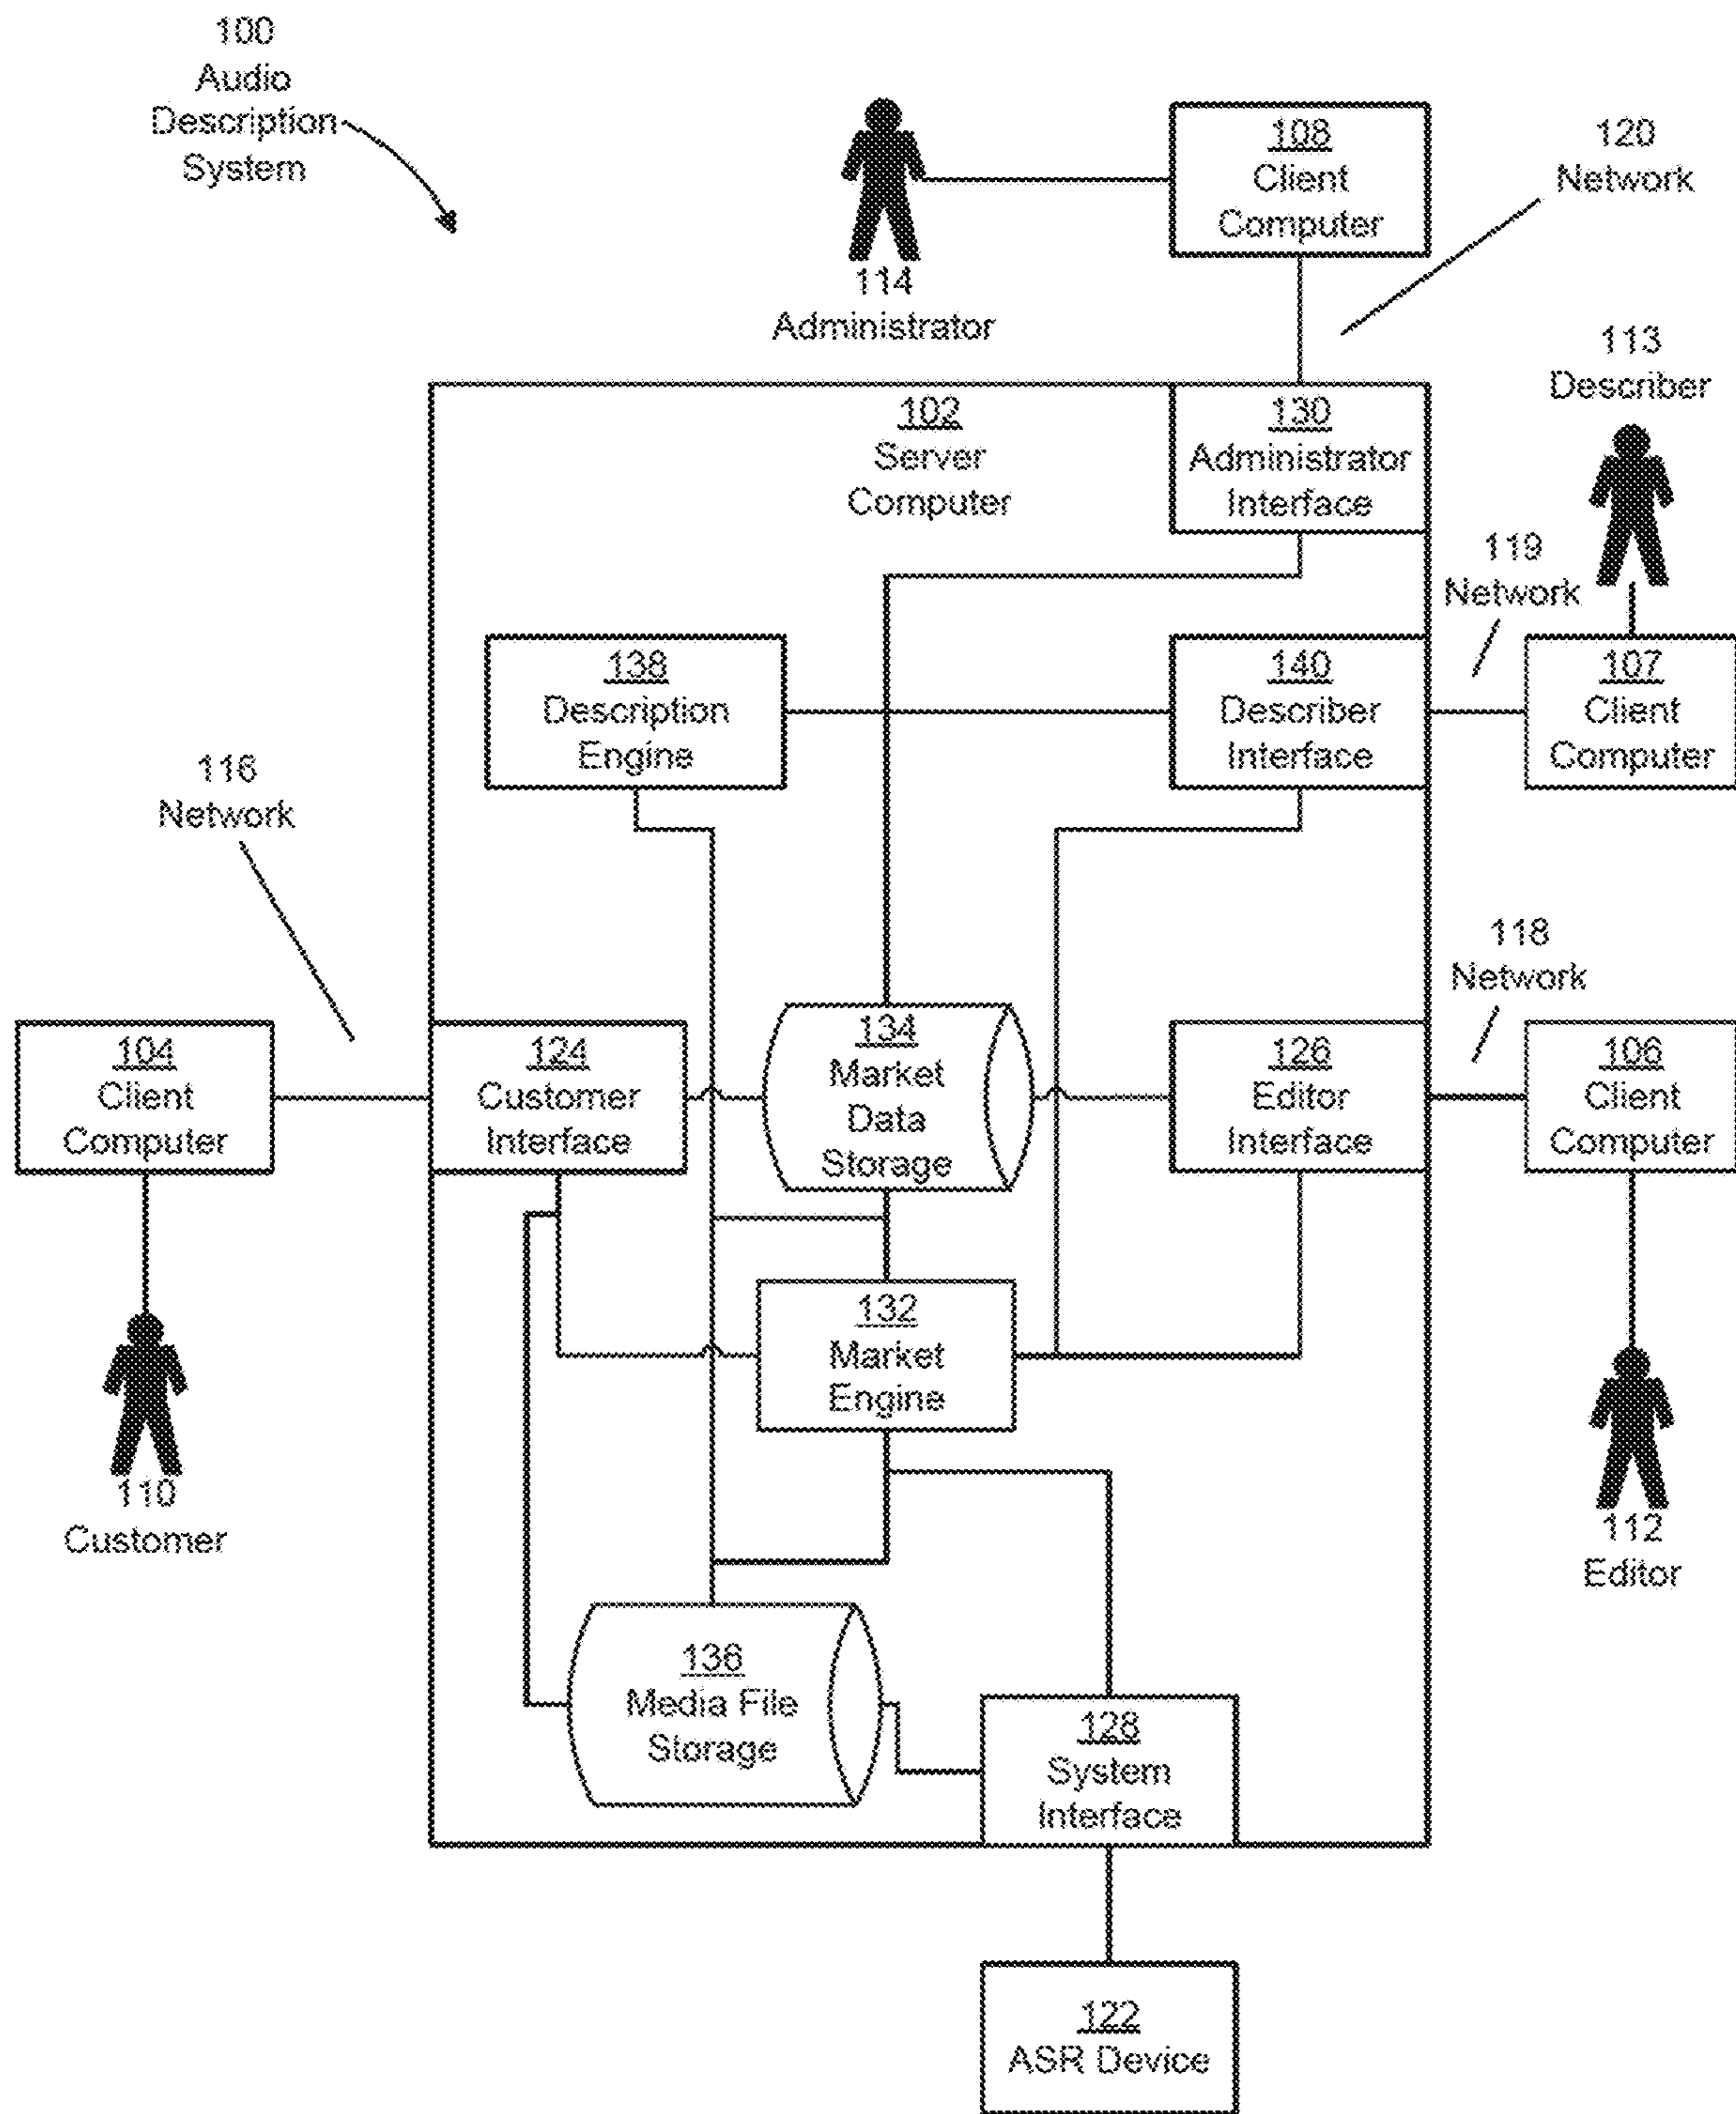 100
Audio
Description
System
108
Client
Computer
120
Network
114
Administrator
113
Describer
102
Server
Computer
130
Administrator
Interface
119
Network
138
Description
Engine
140
Describer
Interface
107
Client
Computer
116
Network
118
Network
104
Client
Computer
124
Customer
Interface
134
Market
Data
Storage
126
Editor
Interface
106
Client
Computer
132
Market
Engine
110
Customer
112
Editor
136
Media File
Storage
128
System
Interface
122
ASR Device